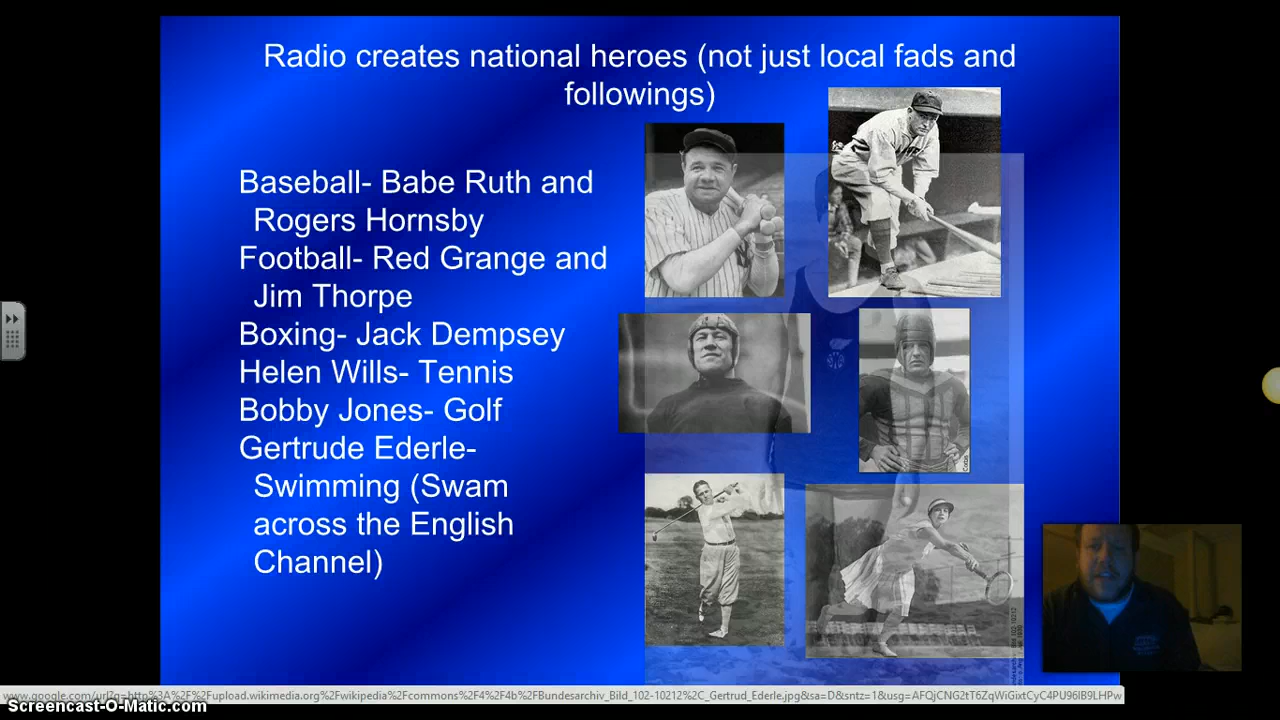 Radio creates national heroes (not just local fads and
followings)
Baseball- Babe Ruth and
Rogers Hornsby
Football- Red Grange and
Jim Thorpe
Boxing- Jack Dempsey
Helen Wills- Tennis
Bobby Jones- Golf
Gertrude Ederle-
Swimming (Swam
across the English
Channel)
www.google.com/url?q=http%3A%2F%2Fupload.wikimedia.org%2Fwikipedia%2Fcommons%2F4%2F4b%2FBundesarchiv_Bild_102-10212%2C_Gertrud_Ederle.jpg&sa=D&sntz=1&usg=AFQjCNG2tT6ZqWiGixtCyC4PU96IB9LHPw
Screencast-O-Matic.com